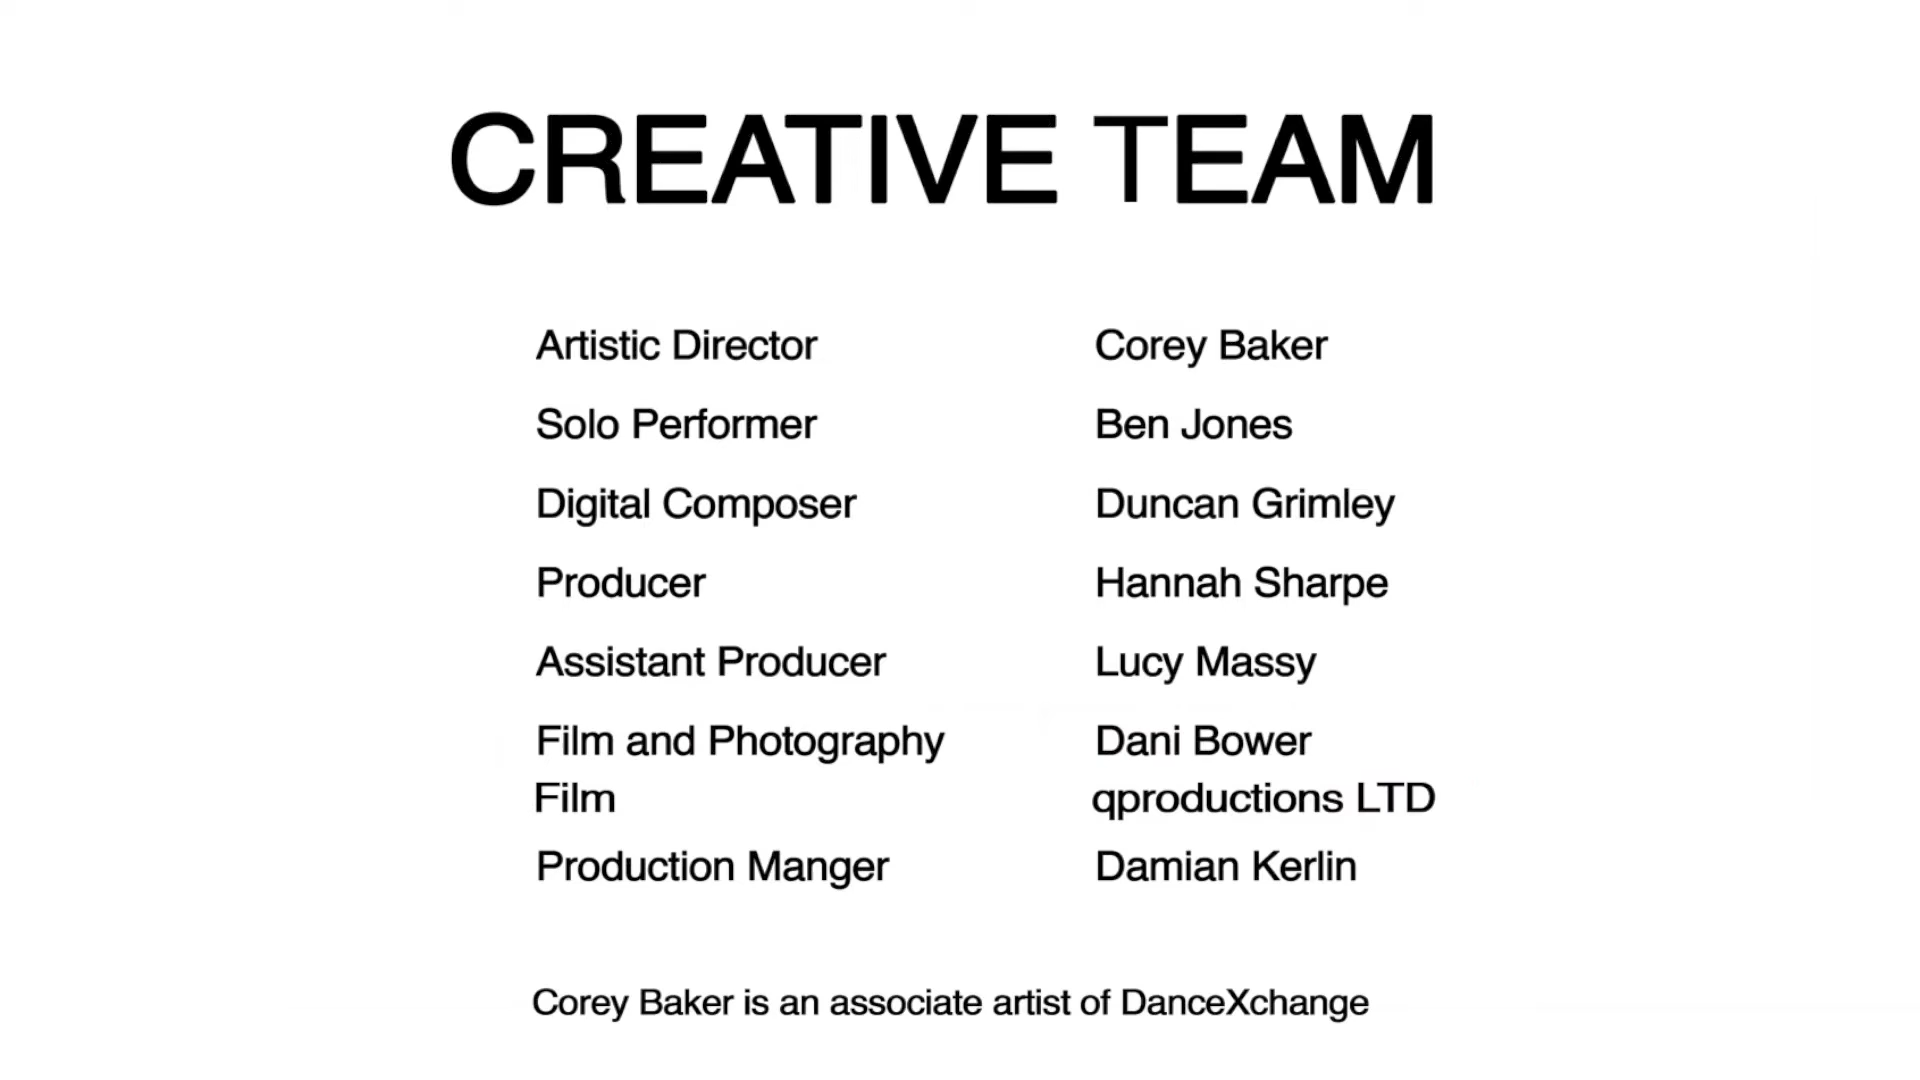 CREATIVE TEAM
Artistic Director Corey Baker
Solo Performer Ben Jones
Digital Composer Duncan Grimley
Producer Hannah Sharpe
Assistant Producer Lucy Massy
Film and Photography Dani Bower
Film qproductions LTD
Production Manger Damian Kerlin
Corey Baker is an associate artist of DanceXchange